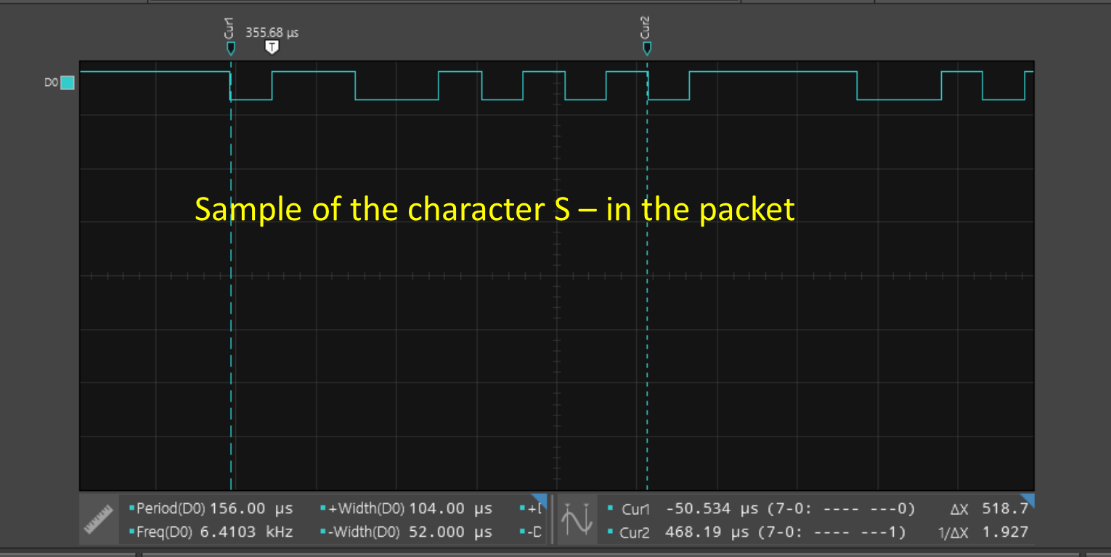 Cur1
355.68 µs
T
Cur2
D0
Sample of the character S – in the packet
Period(D0) 156.00 µs
+Width(D0) 104.00 µs
Freq(D0) 6.4103 kHz
-Width(D0) 52.000 µs
-D
Cur1 -50.534 µs (7-0: ---- ---0) ΔX 518.7
Cur2 468.19 µs (7-0: ---- ---1) 1/ΔX 1.927